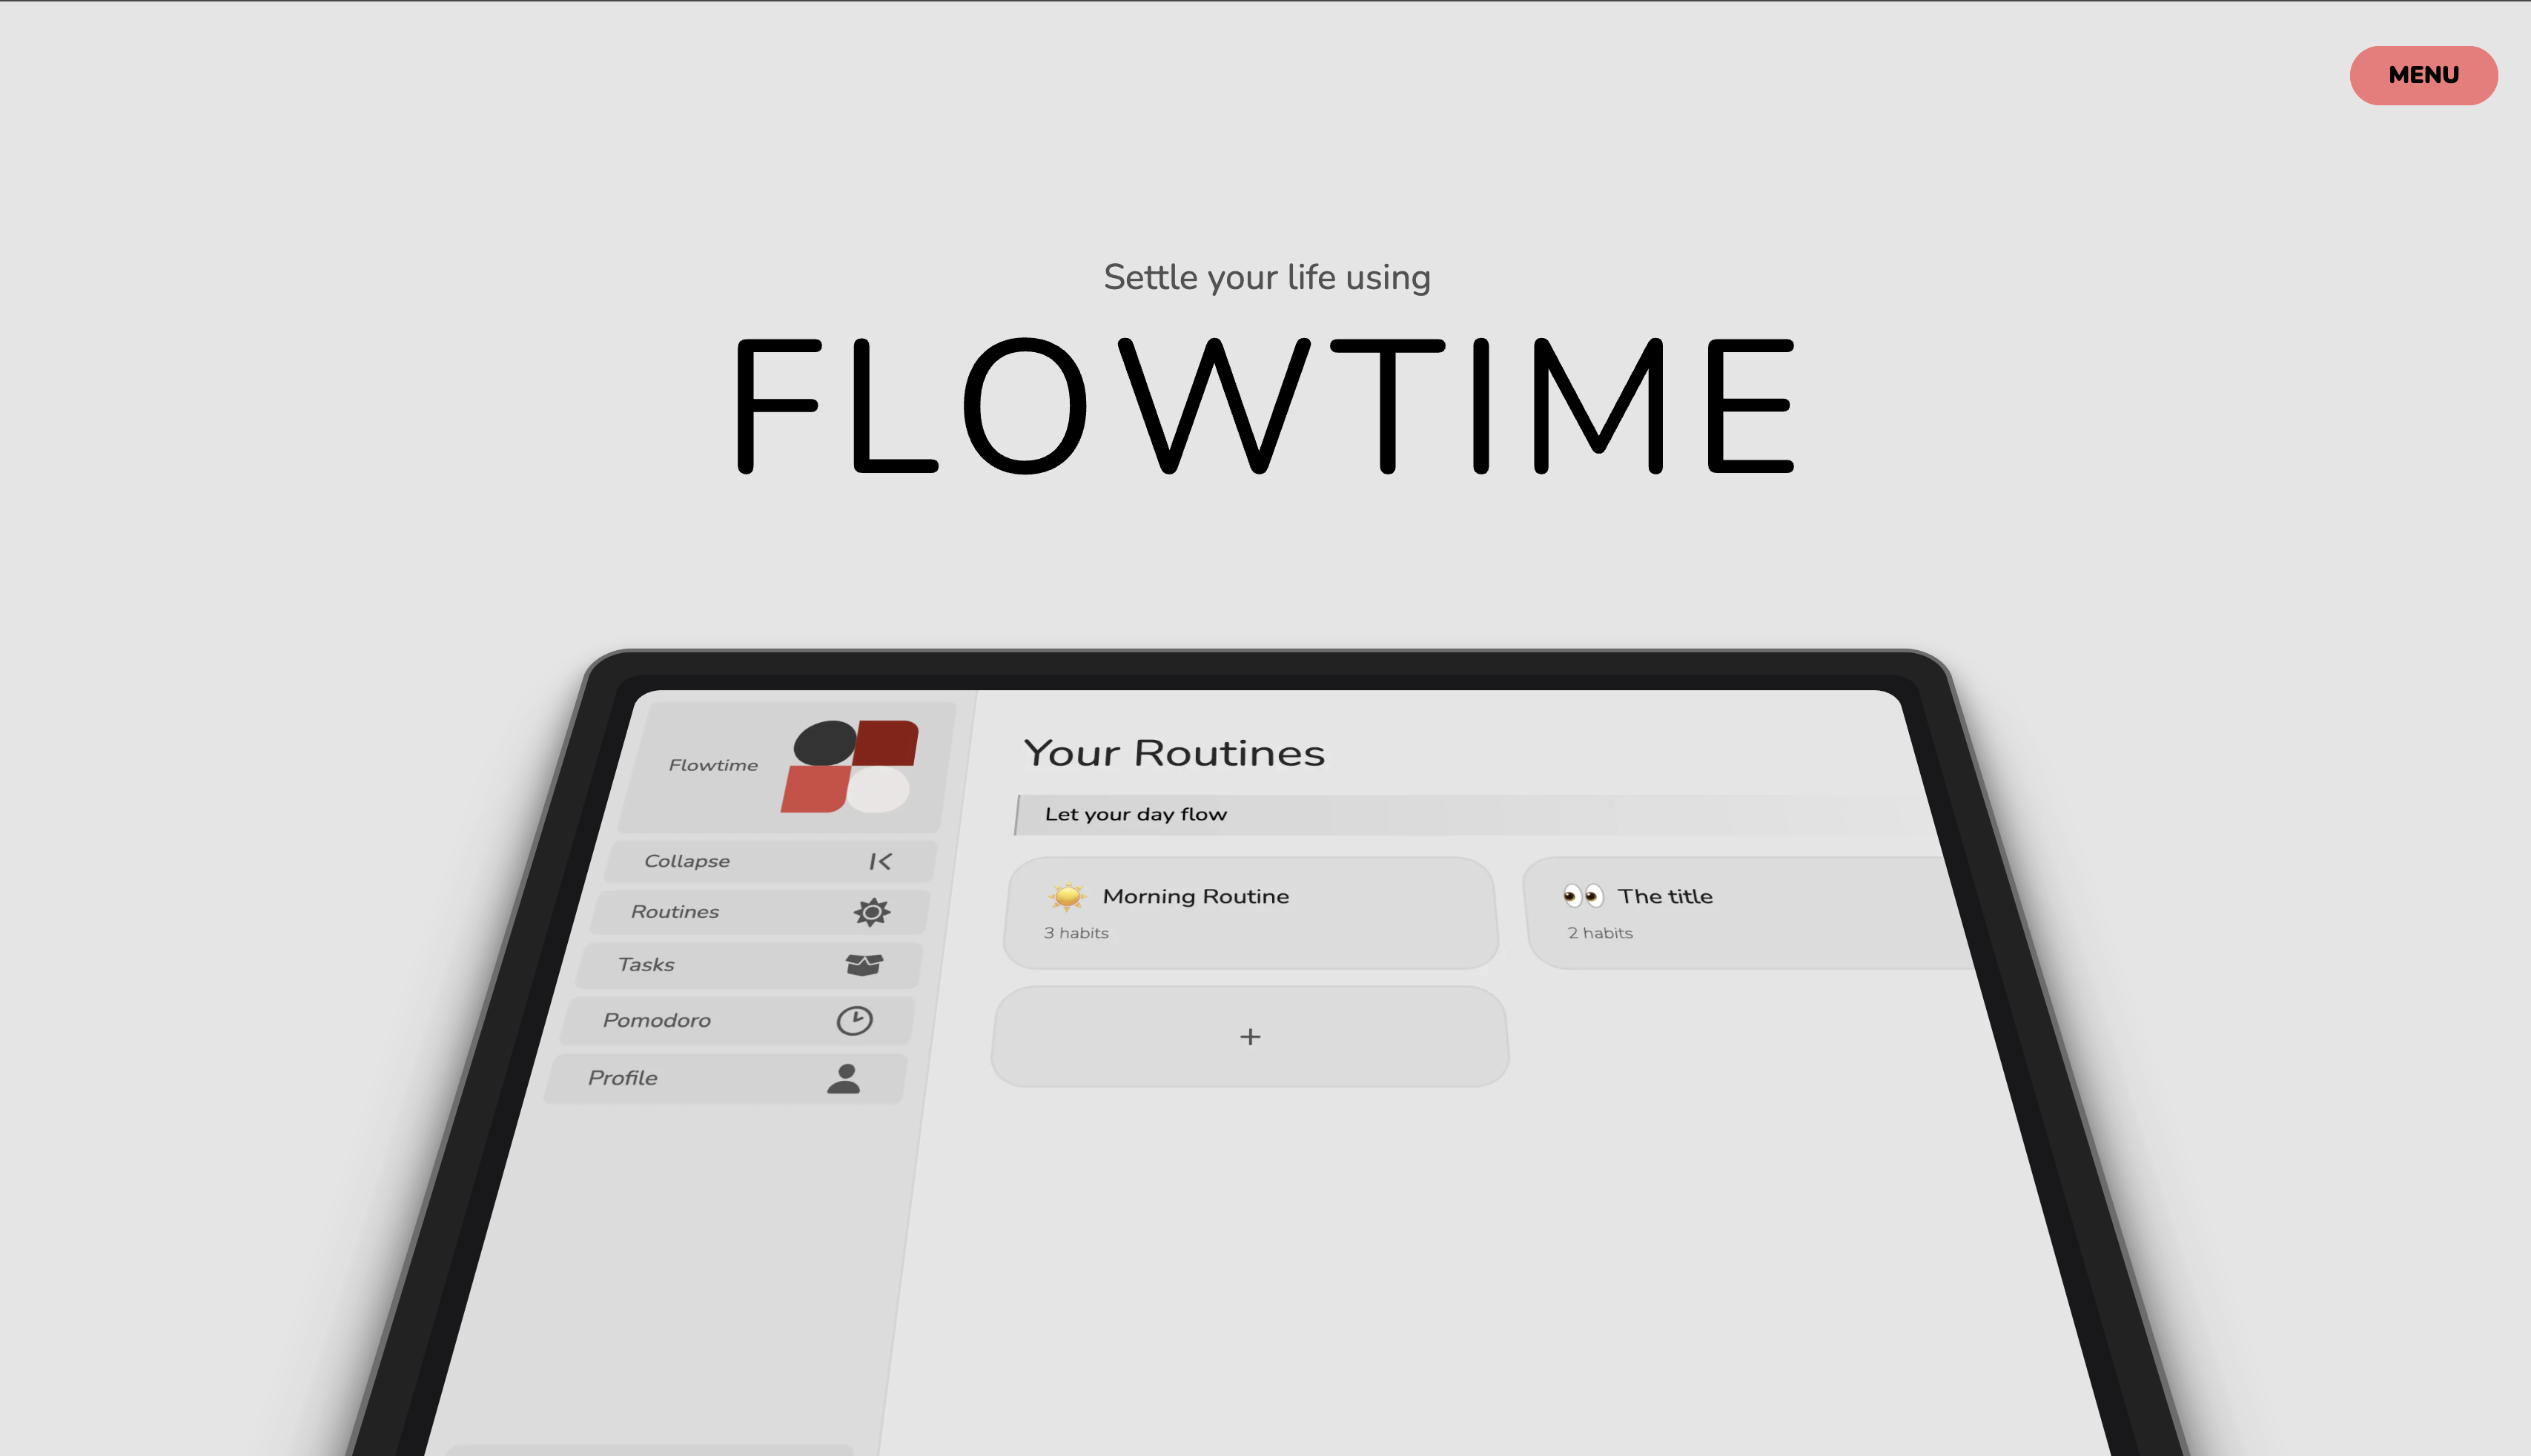 MENU
Settle your life using
FLOWTIME
Flowtime
Collapse
Routines
Tasks
Pomodoro
Profile
Your Routines
Let your day flow
Morning Routine
3 habits
The title
2 habits
+